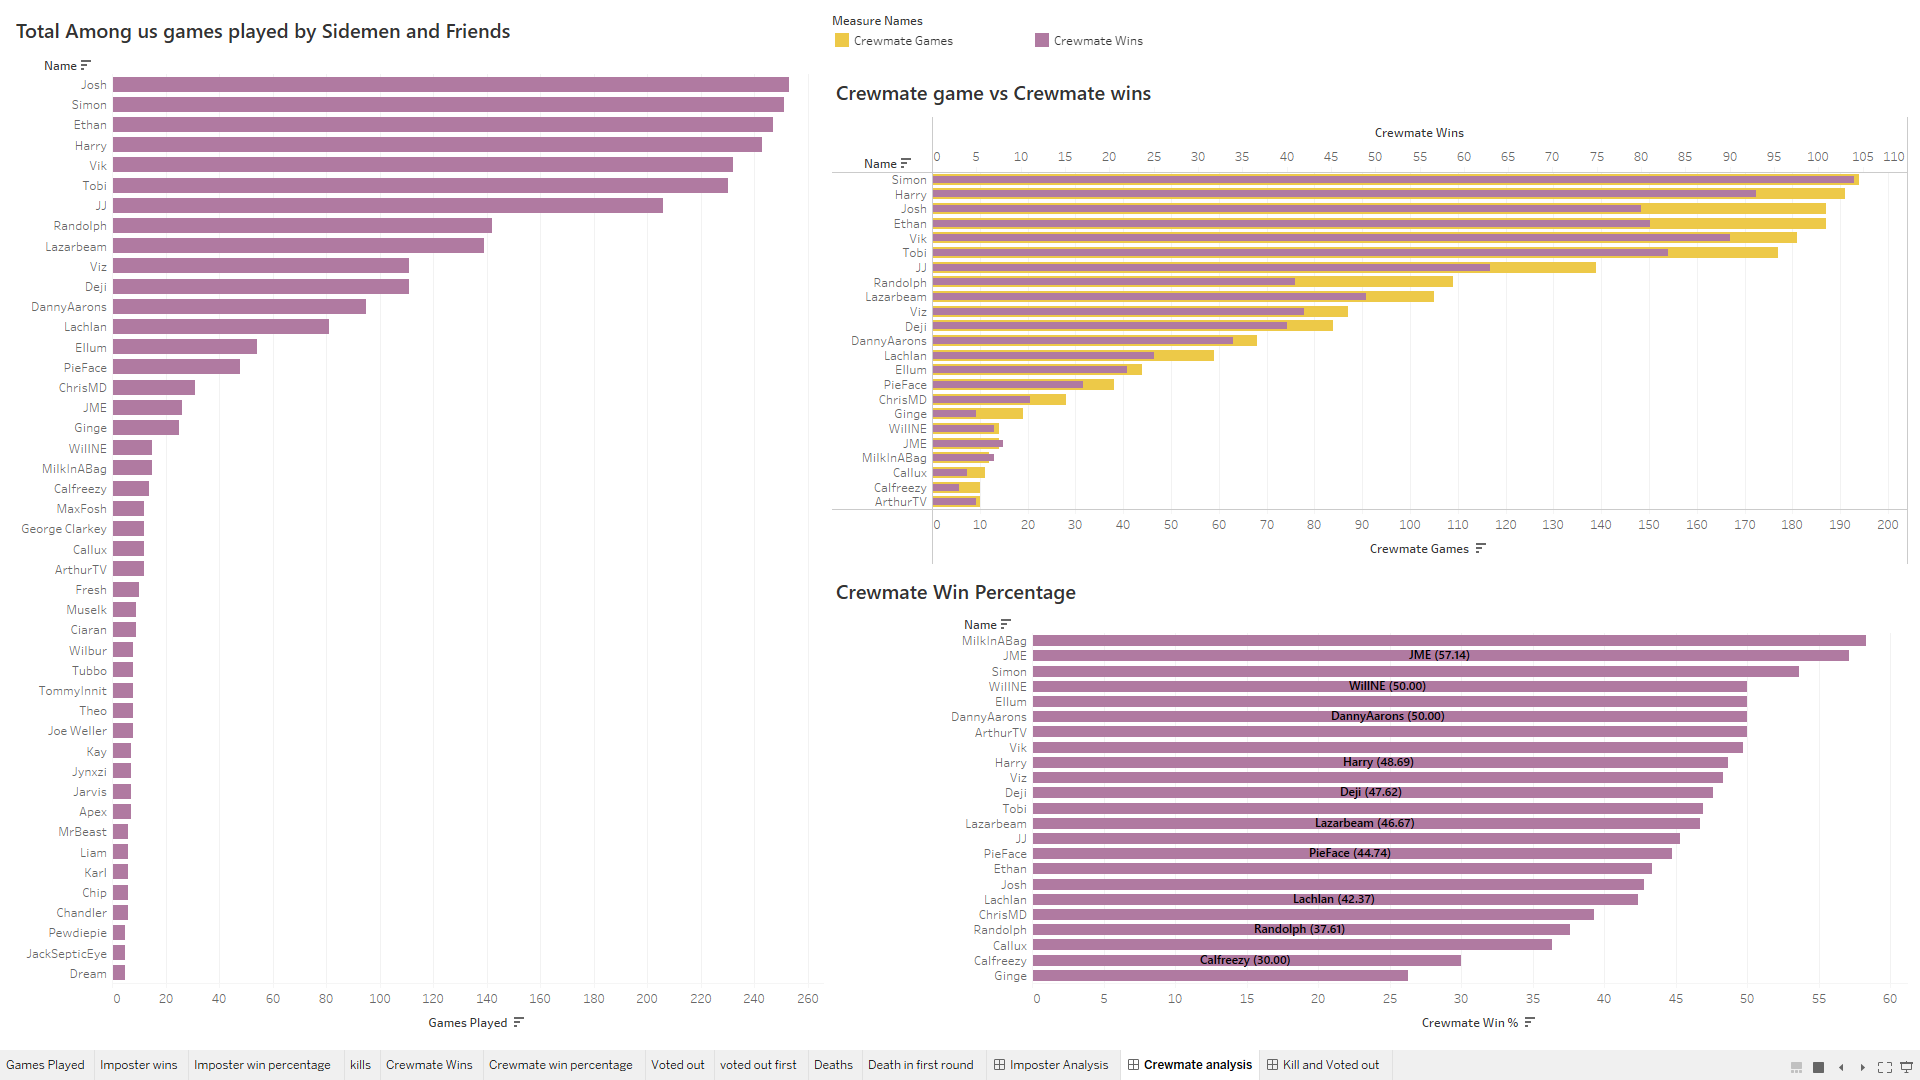 Total Among us games played by Sidemen and Friends
Name
Josh
Simon
Ethan
Harry
Vik
Tobi
JJ
Randolph
Lazarbeam
Viz
Deji
DannyAarons
Lachlan
Ellum
PieFace
ChrisMD
JME
Ginge
WillNE
MilkInABag
Calfreezy
MaxFosh
George Clarkey
Callux
ArthurTV
Fresh
Muselk
Ciaran
Wilbur
Tubbo
TommyInnit
Theo
Joe Weller
Kay
Jynxzi
Jarvis
Apex
MrBeast
Liam
Karl
Chip
Chandler
Pewdiepie
JackSepticEye
Dream
0 20 40 60 80 100 120 140 160 180 200 220 240 260
Games Played
Measure Names
Crewmate Games Crewmate Wins
Crewmate game vs Crewmate wins
Crewmate Wins
Name 0 5 10 15 20 25 30 35 40 45 50 55 60 65 70 75 80 85 90 95 100 105 110
Simon
Harry
Josh
Ethan
Vik
Tobi
JJ
Randolph
Lazarbeam
Viz
Deji
DannyAarons
Lachlan
Ellum
PieFace
ChrisMD
Ginge
WillNE
JME
MilkInABag
Callux
Calfreezy
ArthurTV
0 10 20 30 40 50 60 70 80 90 100 110 120 130 140 150 160 170 180 190 200
Crewmate Games
Crewmate Win Percentage
Name
MilkInABag
JME JME (57.14)
Simon
WillNE WillNE (50.00)
Ellum
DannyAarons DannyAarons (50.00)
ArthurTV
Vik
Harry Harry (48.69)
Viz
Deji Deji (47.62)
Tobi
Lazarbeam Lazarbeam (46.67)
JJ
PieFace PieFace (44.74)
Ethan
Josh
Lachlan Lachlan (42.37)
ChrisMD
Randolph Randolph (37.61)
Callux
Calfreezy Calfreezy (30.00)
Ginge
0 5 10 15 20 25 30 35 40 45 50 55 60
Crewmate Win %
Games Played Imposter wins Imposter win percentage kills Crewmate Wins Crewmate win percentage Voted out voted out first Deaths Death in first round Imposter Analysis Crewmate analysis Kill and Voted out